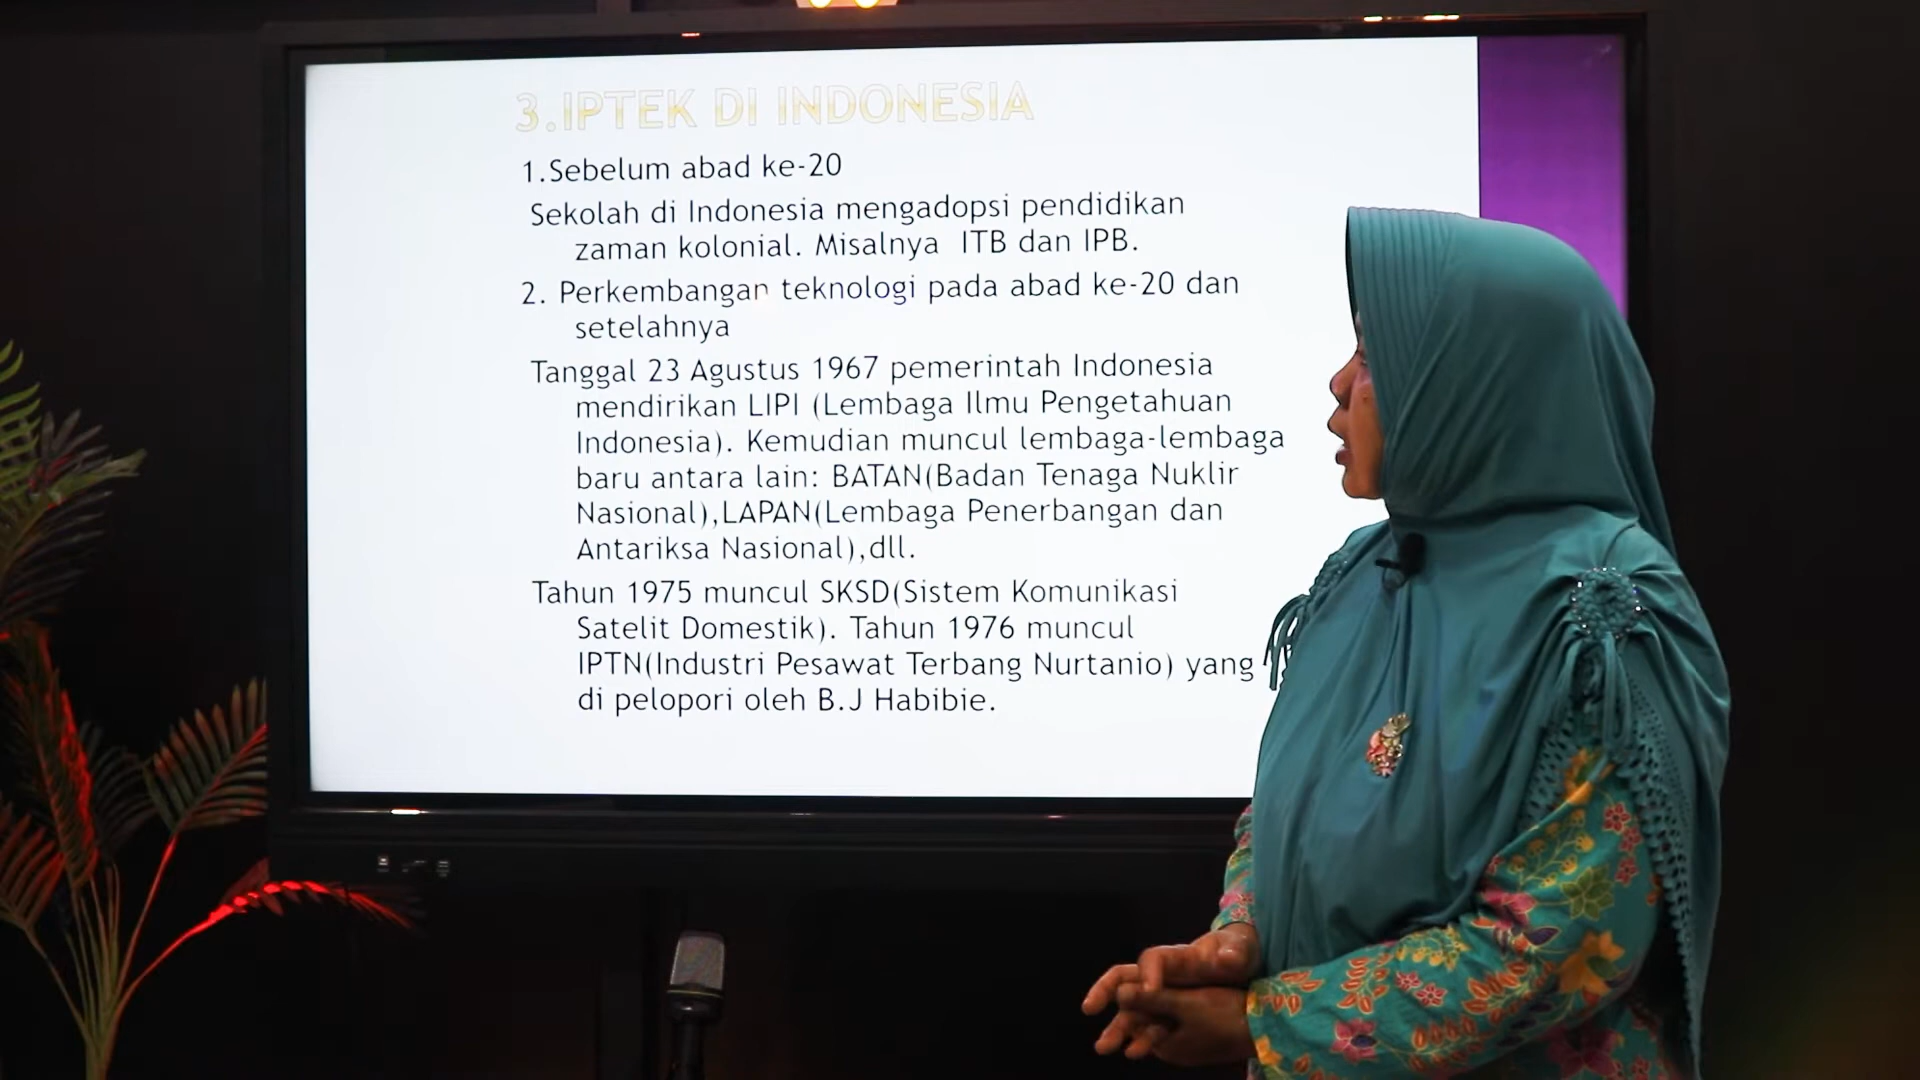 3.IPTEK DI INDONESIA
1.Sebelum abad ke-20
Sekolah di Indonesia mengadopsi pendidikan
zaman kolonial. Misalnya ITB dan IPB.
2. Perkembangan teknologi pada abad ke-20 dan
setelahnya
Tanggal 23 Agustus 1967 pemerintah Indonesia
mendirikan LIPI (Lembaga Ilmu Pengetahuan
Indonesia). Kemudian muncul lembaga-lembaga
baru antara lain: BATAN(Badan Tenaga Nuklir
Nasional),LAPAN(Lembaga Penerbangan dan
Antariksa Nasional),dll.
Tahun 1975 muncul SKSD(Sistem Komunikasi
Satelit Domestik). Tahun 1976 muncul
IPTN(Industri Pesawat Terbang Nurtanio) yang
di pelopori oleh B.J Habibie.